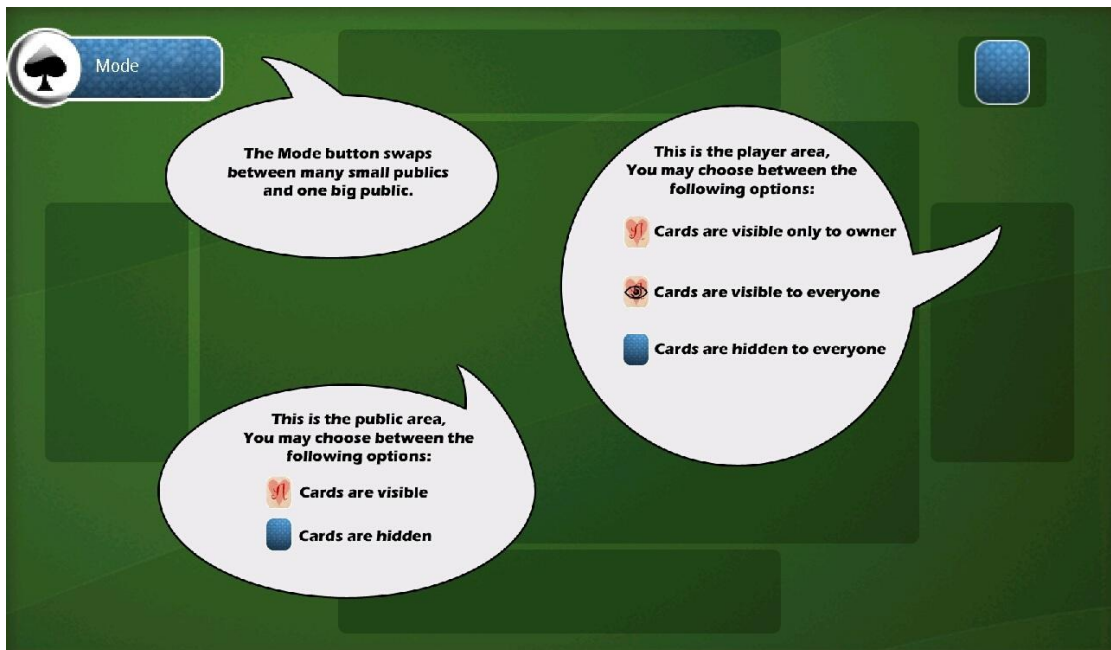 Mode
The Mode button swaps
between many small publics
and one big public.
This is the player area,
You may choose between the
following options:
Cards are visible only to owner
Cards are visible to everyone
Cards are hidden to everyone
This is the public area,
You may choose between the
following options:
Cards are visible
Cards are hidden